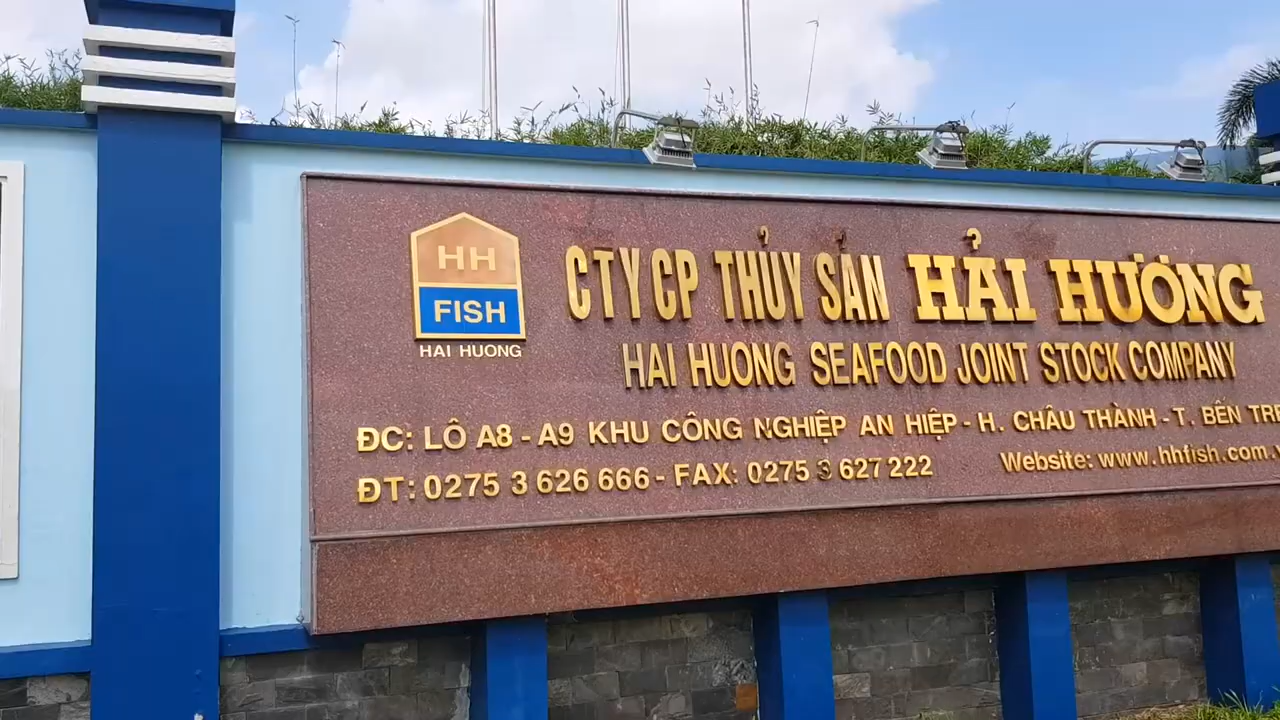 HH
FISH
HAI HUONG
CTY CP THỦY SẢN HẢI HƯƠNG
HAI HUONG SEAFOOD JOINT STOCK COMPANY
ĐC: LÔ A8 - A9 KHU CÔNG NGHIỆP AN HIỆP - H. CHÂU THÀNH - T. BẾN TRE
ĐT: 0275 3 626 666 - FAX: 0275 3 627 222
Website: www.hhfish.com.v